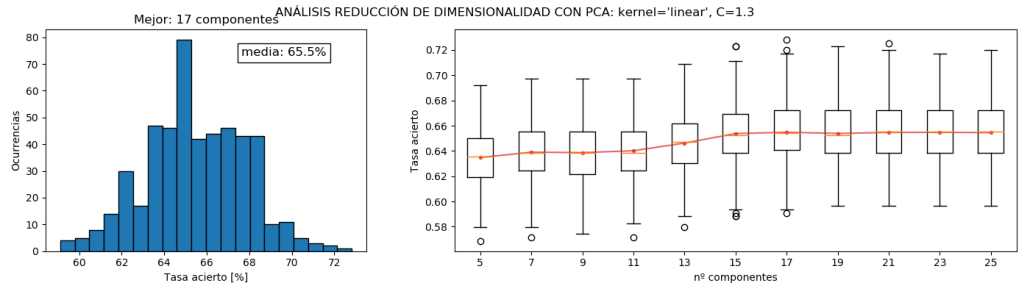 ANÁLISIS REDUCCIÓN DE DIMENSIONALIDAD CON PCA: kernel='linear', C=1.3
Mejor: 17 componentes
media: 65.5%
Ocurrencias
80
70
60
50
40
30
20
10
0
60 62 64 66 68 70 72
Tasa acierto [%]
Tasa acierto
0.72
0.70
0.68
0.66
0.64
0.62
0.60
0.58
5 7 9 11 13 15 17 19 21 23 25
nº componentes